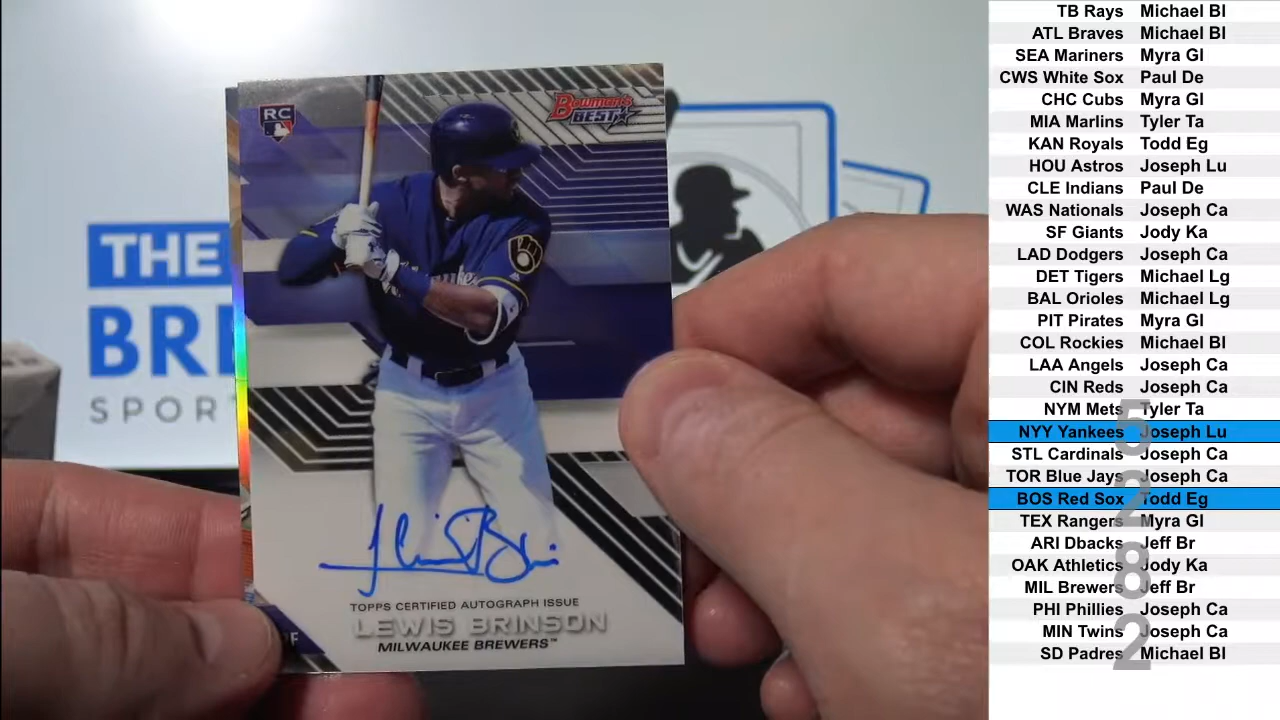 RC
BOWMAN'S
BEST
THE
BRE
SPORT
TOPPS CERTIFIED AUTOGRAPH ISSUE
LEWIS BRINSON
MILWAUKEE BREWERS™
TB Rays Michael Bl
ATL Braves Michael Bl
SEA Mariners Myra Gl
CWS White Sox Paul De
CHC Cubs Myra Gl
MIA Marlins Tyler Ta
KAN Royals Todd Eg
HOU Astros Joseph Lu
CLE Indians Paul De
WAS Nationals Joseph Ca
SF Giants Jody Ka
LAD Dodgers Joseph Ca
DET Tigers Michael Lg
BAL Orioles Michael Lg
PIT Pirates Myra Gl
COL Rockies Michael Bl
LAA Angels Joseph Ca
CIN Reds Joseph Ca
NYM Mets Tyler Ta
NYY Yankees Joseph Lu
STL Cardinals Joseph Ca
TOR Blue Jays Joseph Ca
BOS Red Sox Todd Eg
TEX Rangers Myra Gl
ARI Dbacks Jeff Br
OAK Athletics Jody Ka
MIL Brewers Jeff Br
PHI Phillies Joseph Ca
MIN Twins Joseph Ca
SD Padres Michael Bl
5
2
8
2